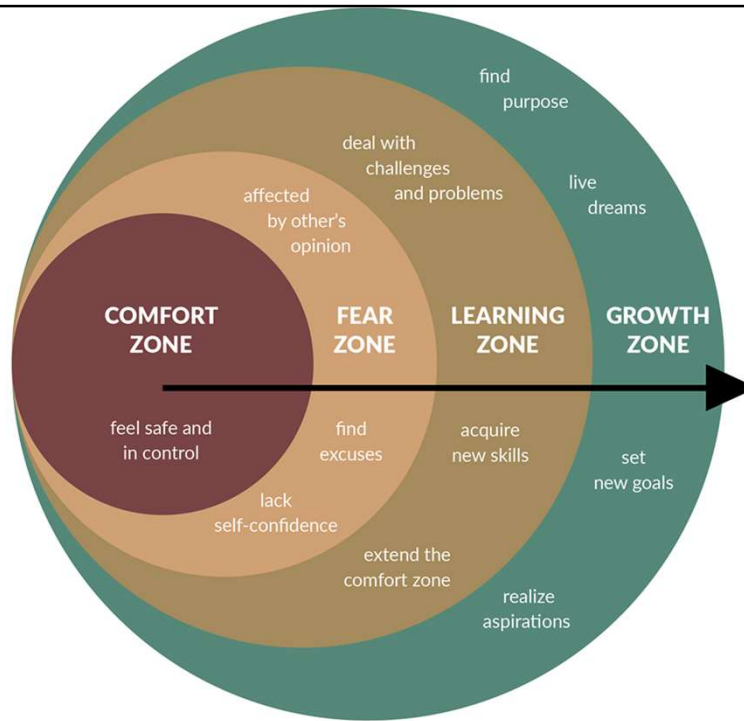 COMFORT
ZONE
feel safe and
in control
FEAR
ZONE
affected
by other's
opinion
find
excuses
lack
self-confidence
LEARNING
ZONE
deal with
challenges
and problems
acquire
new skills
extend the
comfort zone
GROWTH
ZONE
find
purpose
live
dreams
set
new goals
realize
aspirations